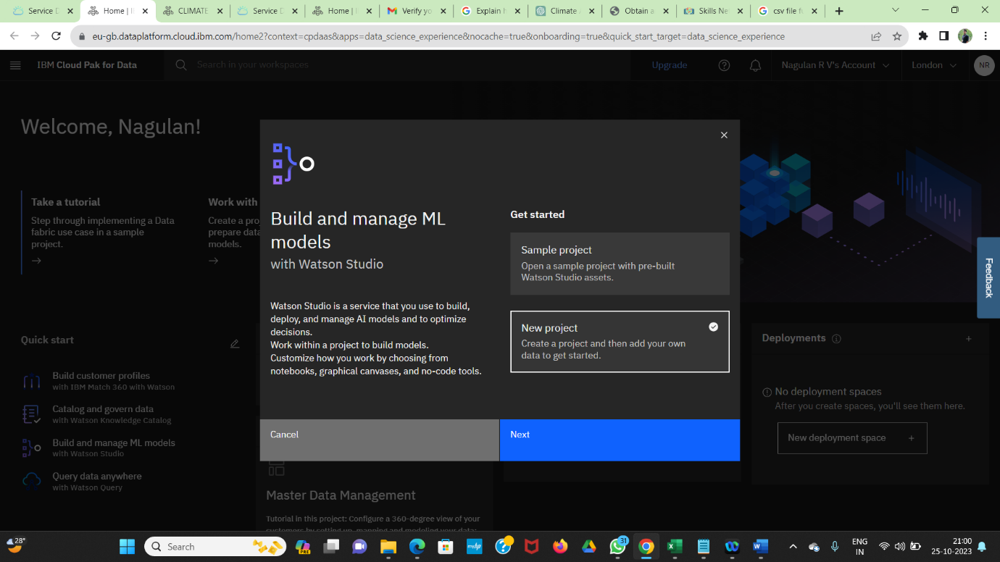 Service D
Home | I
CLIMATE
Service D
Home |
Verify yo
Explain h
Climate
Obtain a
Skills Ne
csv file f
eu-gb.dataplatform.cloud.ibm.com/home2?context=cpdaas&apps=data_science_experience&nocache=true&onboarding=true&quick_start_target=data_science_experience
IBM Cloud Pak for Data
Search in your workspaces
Upgrade
Nagulan R V's Account
London
NR
Welcome, Nagulan!
Take a tutorial
Step through implementing a Data
fabric use case in a sample
project.
Work with
Create a pro
prepare data
models.
Build and manage ML
models
with Watson Studio
Watson Studio is a service that you use to build,
deploy, and manage AI models and to optimize
decisions.
Work within a project to build models.
Customize how you work by choosing from
notebooks, graphical canvases, and no-code tools.
Get started
Sample project
Open a sample project with pre-built
Watson Studio assets.
New project
Create a project and then add your own
data to get started.
Cancel
Next
Feedback
Quick start
Build customer profiles
with IBM Match 360 with Watson
Catalog and govern data
with Watson Knowledge Catalog
Build and manage ML models
with Watson Studio
Query data anywhere
with Watson Query
Master Data Management
Tutorial in this project: Configure a 360-degree view of your
customers by setting up, mapping and modeling your data;
Deployments
No deployment spaces
After you create spaces, you'll see them here.
New deployment space
28°
Search
PRE
myhp
31
ENG
IN
21:00
25-10-2023